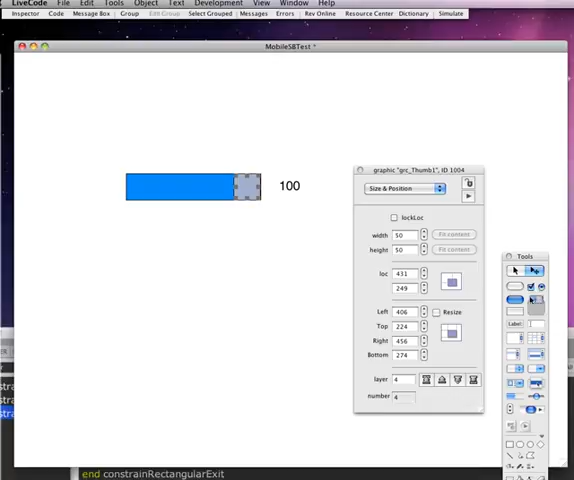 LiveCode File Edit Tools Object Text Development View Window Help
Inspector Code Message Box Group Edit Group Select Grouped Messages Errors Rev Online Resource Center Dictionary Simulate
MobileSBTest *
100
graphic "grc_Thumb1", ID 1004
Size & Position
lockLoc
width 50 Fit content
height 50 Fit content
loc 431
249
Left 406 Resize
Top 224
Right 456
Bottom 274
layer 4
number 4
Tools
Label:
stra
stra
stra
end constrainRectangularExit